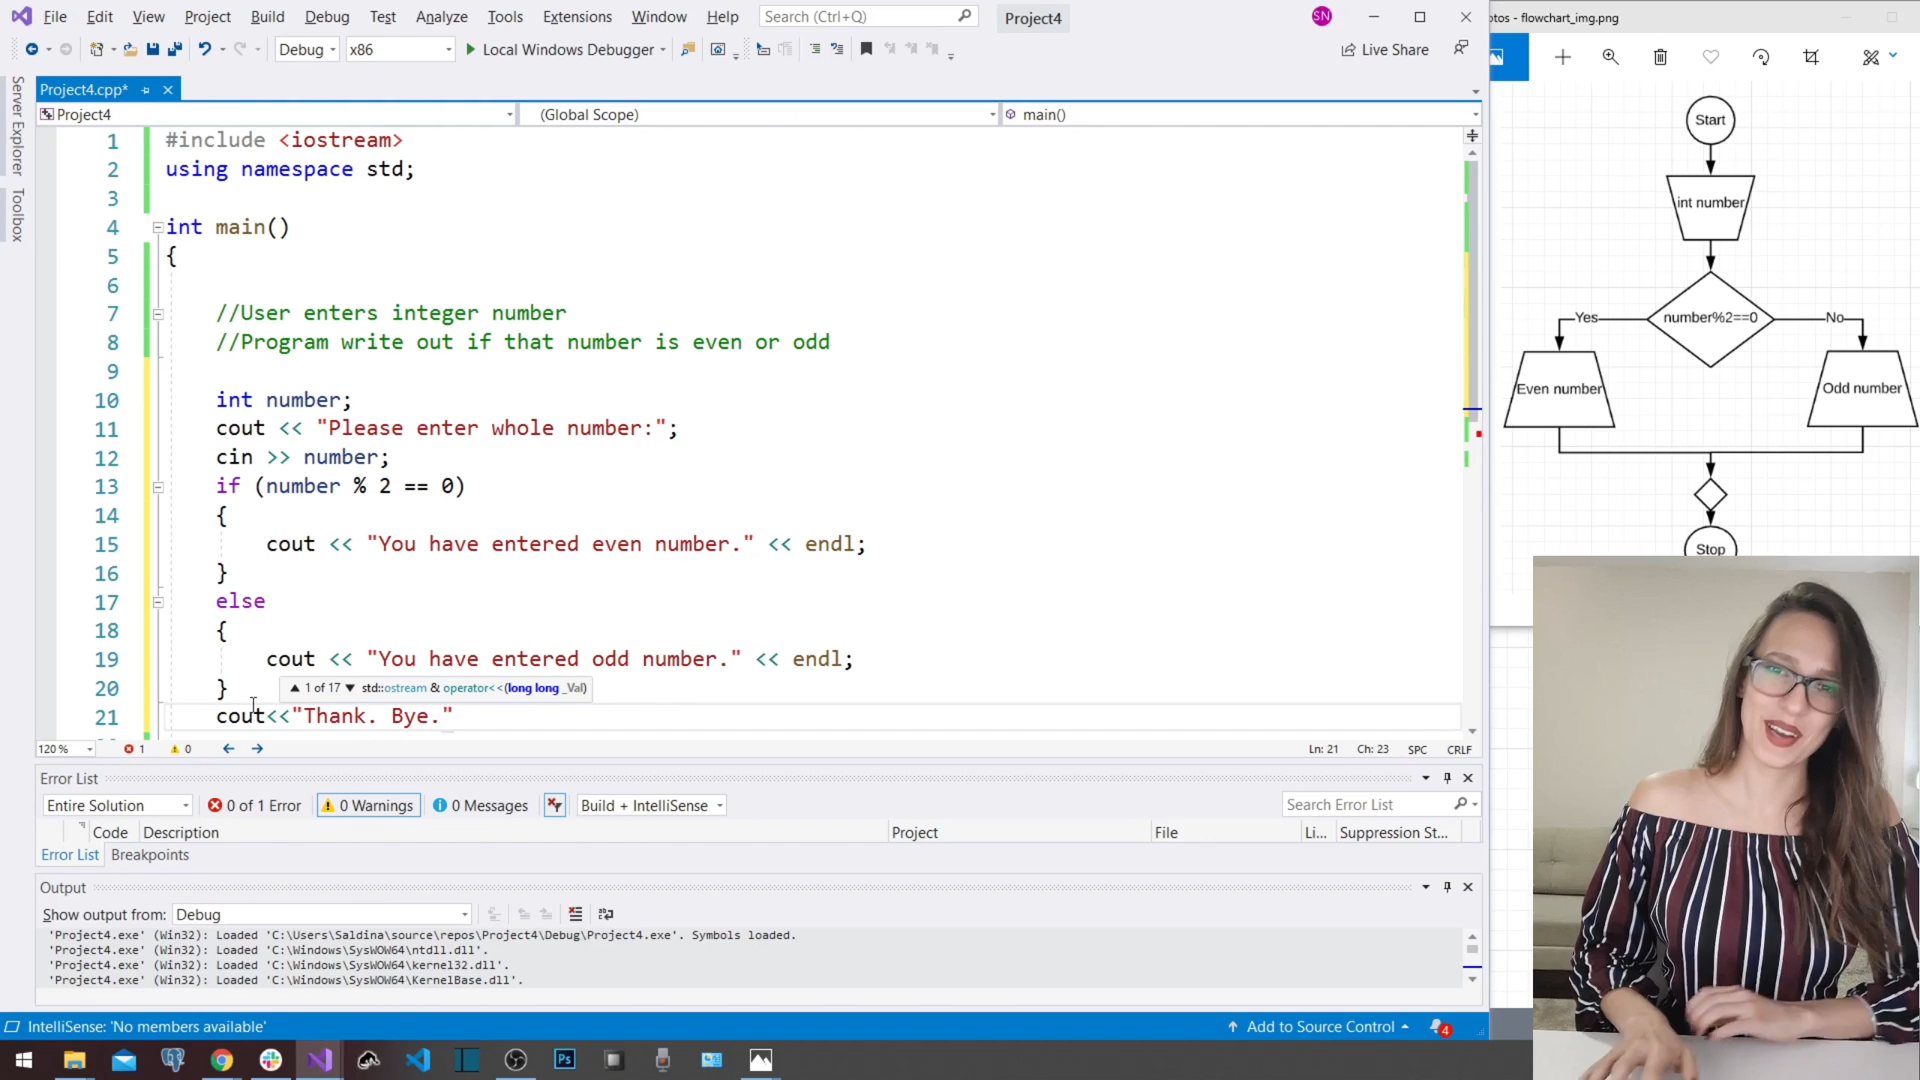 File Edit View Project Build Debug Test Analyze Tools Extensions Window Help Search (Ctrl+Q) Project4 SN
otos - flowchart_img.png
Debug x86 Local Windows Debugger Live Share
Server Explorer
Toolbox
Project4.cpp*
Project4 (Global Scope) main()
1 #include <iostream>
2 using namespace std;
3
4 int main()
5 {
6
7 //User enters integer number
8 //Program write out if that number is even or odd
9
10 int number;
11 cout << "Please enter whole number:";
12 cin >> number;
13 if (number % 2 == 0)
14 {
15 cout << "You have entered even number." << endl;
16 }
17 else
18 {
19 cout << "You have entered odd number." << endl;
20 }
1 of 17 std::ostream & operator<<(long long _Val)
21 cout<<"Thank. Bye."
120 % 1 0 Ln: 21 Ch: 23 SPC CRLF
Error List
Entire Solution 0 of 1 Error 0 Warnings 0 Messages Build + IntelliSense Search Error List
Code Description Project File Li... Suppression St...
Error List Breakpoints
Output
Show output from: Debug
'Project4.exe' (Win32): Loaded 'C:\Users\Saldina\source\repos\Project4\Debug\Project4.exe'. Symbols loaded.
'Project4.exe' (Win32): Loaded 'C:\Windows\SysWOW64\ntdll.dll'.
'Project4.exe' (Win32): Loaded 'C:\Windows\SysWOW64\kernel32.dll'.
'Project4.exe' (Win32): Loaded 'C:\Windows\SysWOW64\KernelBase.dll'.
IntelliSense: 'No members available' Add to Source Control 4
Ps
Start
int number
number%2==0
Yes
No
Even number
Odd number
Stop